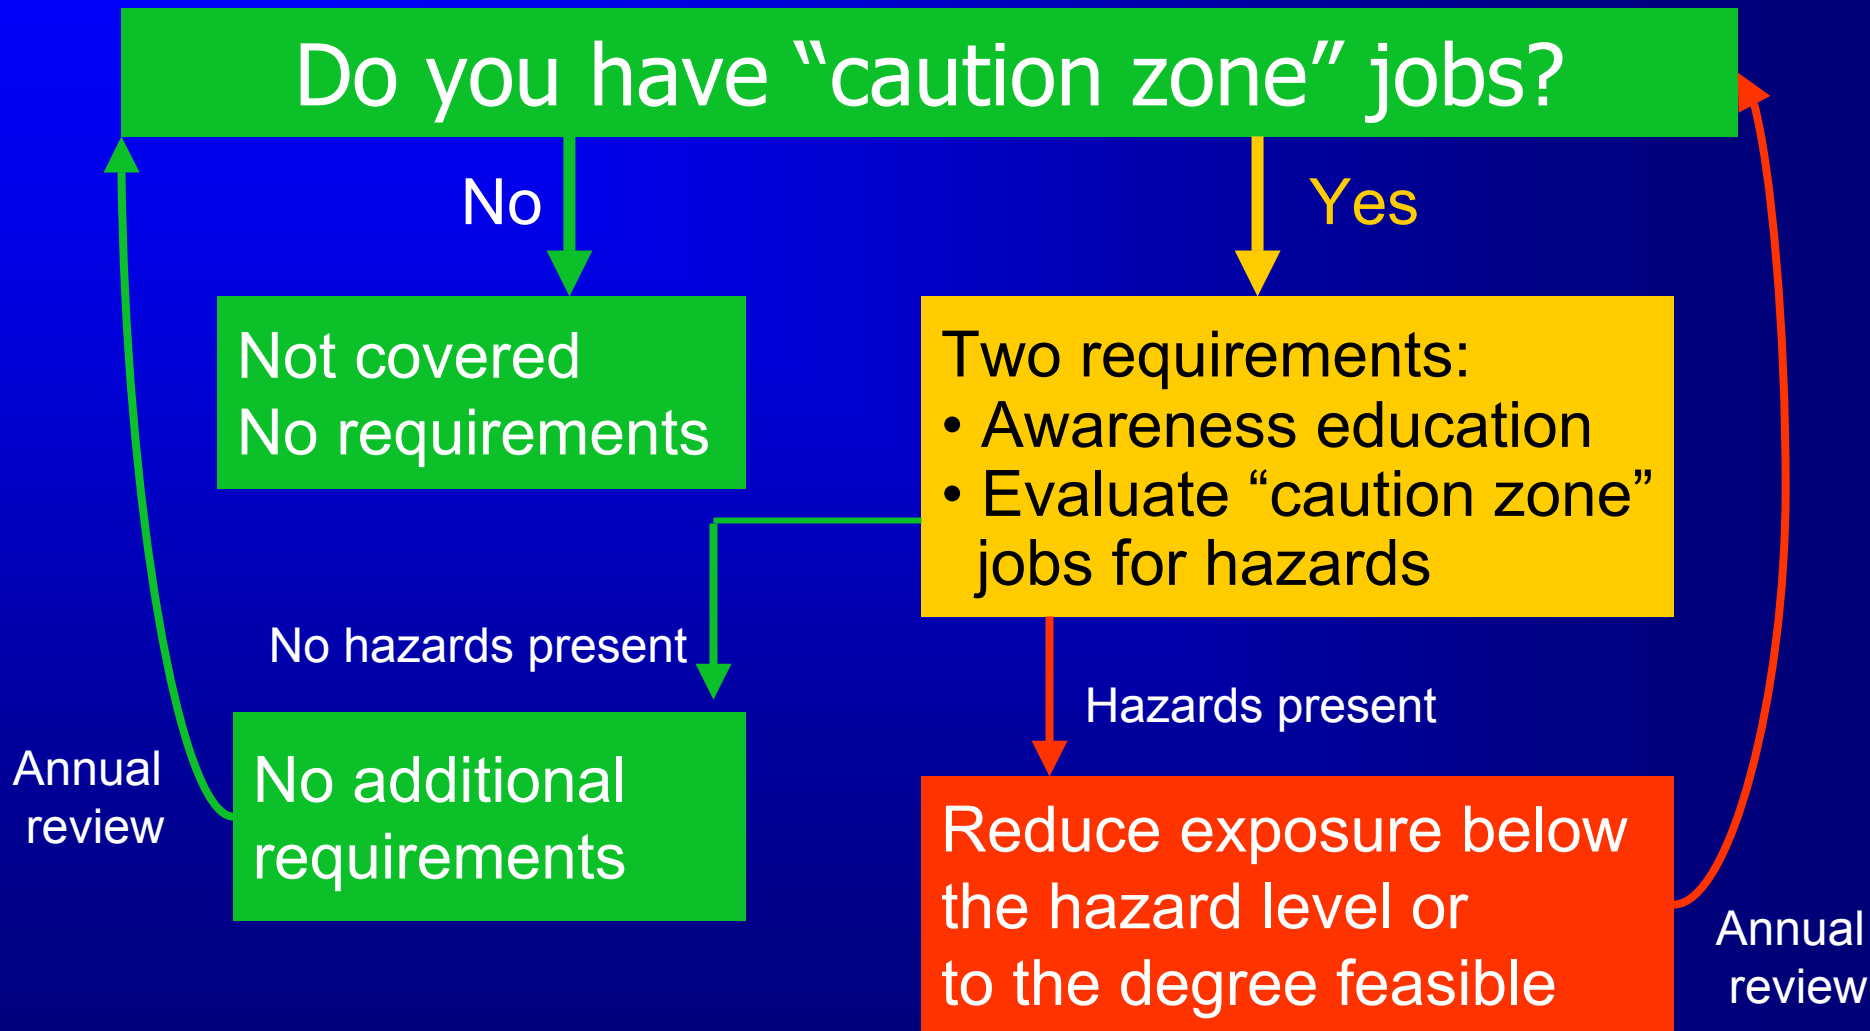 Do you have “caution zone” jobs?
No
Yes
Not covered
No requirements
Two requirements:
• Awareness education
• Evaluate “caution zone”
jobs for hazards
No hazards present
Hazards present
Annual
review
No additional
requirements
Reduce exposure below
the hazard level or
to the degree feasible
Annual
review